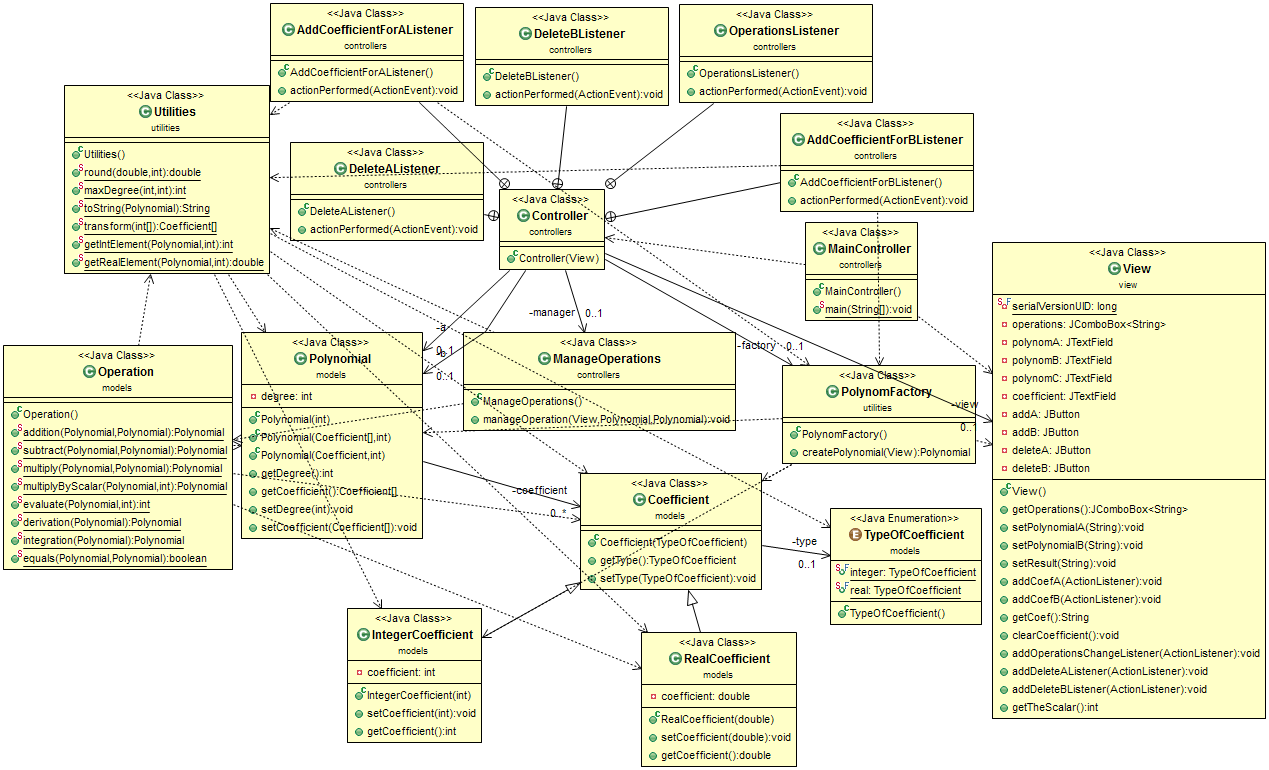 <<Java Class>>
AddCoefficientForAListener
controllers
AddCoefficientForAListener()
actionPerformed(ActionEvent):void
<<Java Class>>
DeleteBListener
controllers
DeleteBListener()
actionPerformed(ActionEvent):void
<<Java Class>>
OperationsListener
controllers
OperationsListener()
actionPerformed(ActionEvent):void
<<Java Class>>
Utilities
utilities
Utilities()
round(double,int):double
maxDegree(int,int):int
toString(Polynomial):String
transform(int[]):Coefficient[]
getIntElement(Polynomial,int):int
getRealElement(Polynomial,int):double
<<Java Class>>
DeleteAListener
controllers
DeleteAListener()
actionPerformed(ActionEvent):void
<<Java Class>>
AddCoefficientForBListener
controllers
AddCoefficientForBListener()
actionPerformed(ActionEvent):void
<<Java Class>>
Controller
controllers
Controller(View)
<<Java Class>>
MainController
controllers
MainController()
main(String[]):void
<<Java Class>>
View
view
serialVersionUID: long
operations: JComboBox<String>
polynomA: JTextField
polynomB: JTextField
polynomC: JTextField
coefficient: JTextField
addA: JButton
addB: JButton
deleteA: JButton
deleteB: JButton
View()
getOperations():JComboBox<String>
setPolynomialA(String):void
setPolynomialB(String):void
setResult(String):void
addCoefA(ActionListener):void
addCoefB(ActionListener):void
getCoef():String
clearCoefficient():void
addOperationsChangeListener(ActionListener):void
addDeleteAListener(ActionListener):void
addDeleteBListener(ActionListener):void
getTheScalar():int
-manager
0..1
-a
0..1
0..1
-factory
0..1
-view
0..1
<<Java Class>>
Operation
models
Operation()
addition(Polynomial,Polynomial):Polynomial
subtract(Polynomial,Polynomial):Polynomial
multiply(Polynomial,Polynomial):Polynomial
multiplyByScalar(Polynomial,int):Polynomial
evaluate(Polynomial,int):int
derivation(Polynomial):Polynomial
integration(Polynomial):Polynomial
equals(Polynomial,Polynomial):boolean
<<Java Class>>
Polynomial
models
degree: int
Polynomial(int)
Polynomial(Coefficient[],int)
Polynomial(Coefficient,int)
getDegree():int
getCoefficient():Coefficient[]
setDegree(int):void
setCoefficient(Coefficient[]):void
<<Java Class>>
ManageOperations
controllers
ManageOperations()
manageOperation(View,Polynomial,Polynomial):void
<<Java Class>>
PolynomFactory
utilities
PolynomFactory()
createPolynomial(View):Polynomial
-coefficient
0..*
<<Java Class>>
Coefficient
models
Coefficient(TypeOfCoefficient)
getType():TypeOfCoefficient
setType(TypeOfCoefficient):void
-type
0..1
<<Java Enumeration>>
TypeOfCoefficient
models
integer: TypeOfCoefficient
real: TypeOfCoefficient
TypeOfCoefficient()
<<Java Class>>
IntegerCoefficient
models
coefficient: int
IntegerCoefficient(int)
setCoefficient(int):void
getCoefficient():int
<<Java Class>>
RealCoefficient
models
coefficient: double
RealCoefficient(double)
setCoefficient(double):void
getCoefficient():double